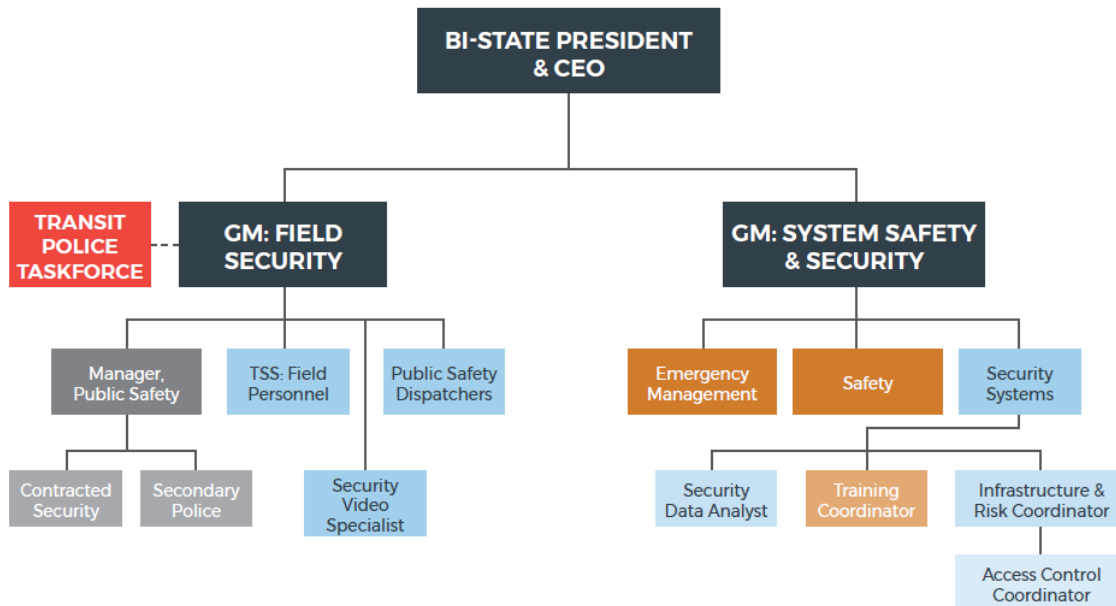 BI-STATE PRESIDENT
& CEO
TRANSIT
POLICE
TASKFORCE
GM: FIELD
SECURITY
GM: SYSTEM SAFETY
& SECURITY
Manager,
Public Safety
TSS: Field
Personnel
Public Safety
Dispatchers
Emergency
Management
Safety
Security
Systems
Contracted
Security
Secondary
Police
Security
Video
Specialist
Security
Data Analyst
Training
Coordinator
Infrastructure &
Risk Coordinator
Access Control
Coordinator